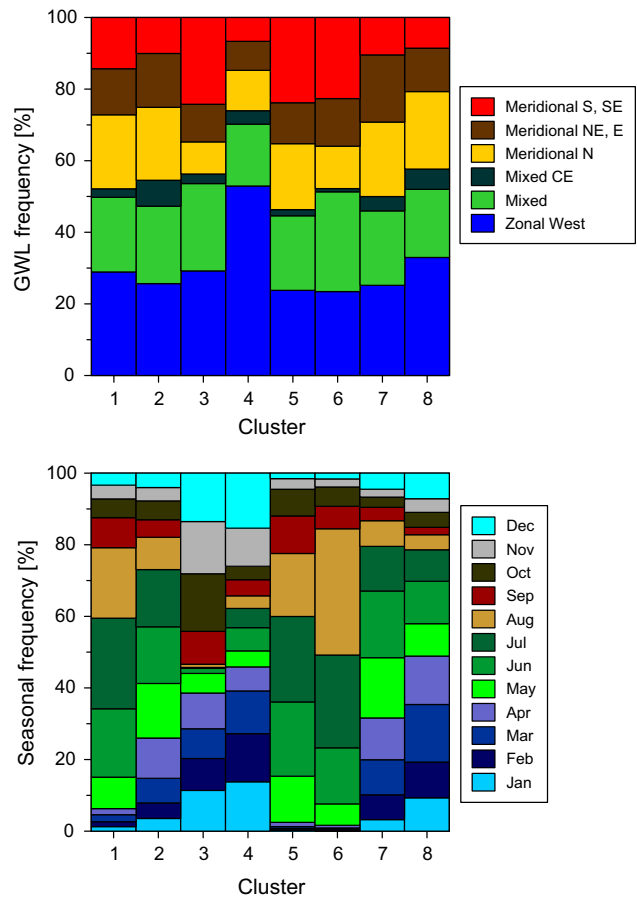 GWL frequency [%]
100
80
60
40
20
0
1 2 3 4 5 6 7 8
Cluster
Meridional S, SE
Meridional NE, E
Meridional N
Mixed CE
Mixed
Zonal West
Seasonal frequency [%]
100
80
60
40
20
0
1 2 3 4 5 6 7 8
Cluster
Dec
Nov
Oct
Sep
Aug
Jul
Jun
May
Apr
Mar
Feb
Jan